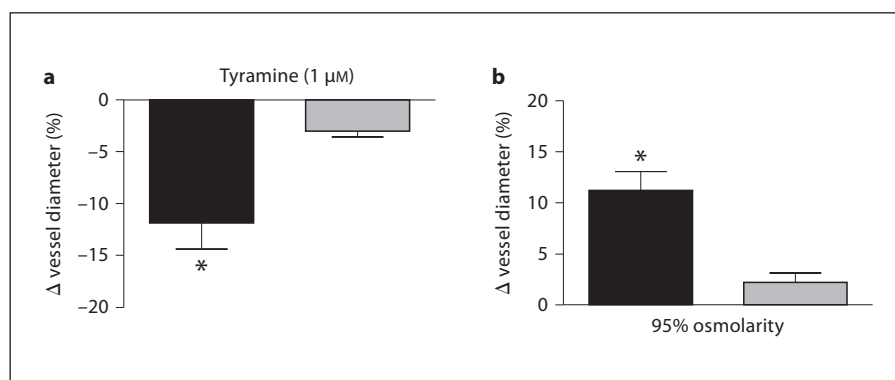 a
Tyramine (1 μM)
Δ vessel diameter (%)
0
–5
–10
–15
–20
*
b
Δ vessel diameter (%)
20
15
10
5
0
*
95% osmolarity